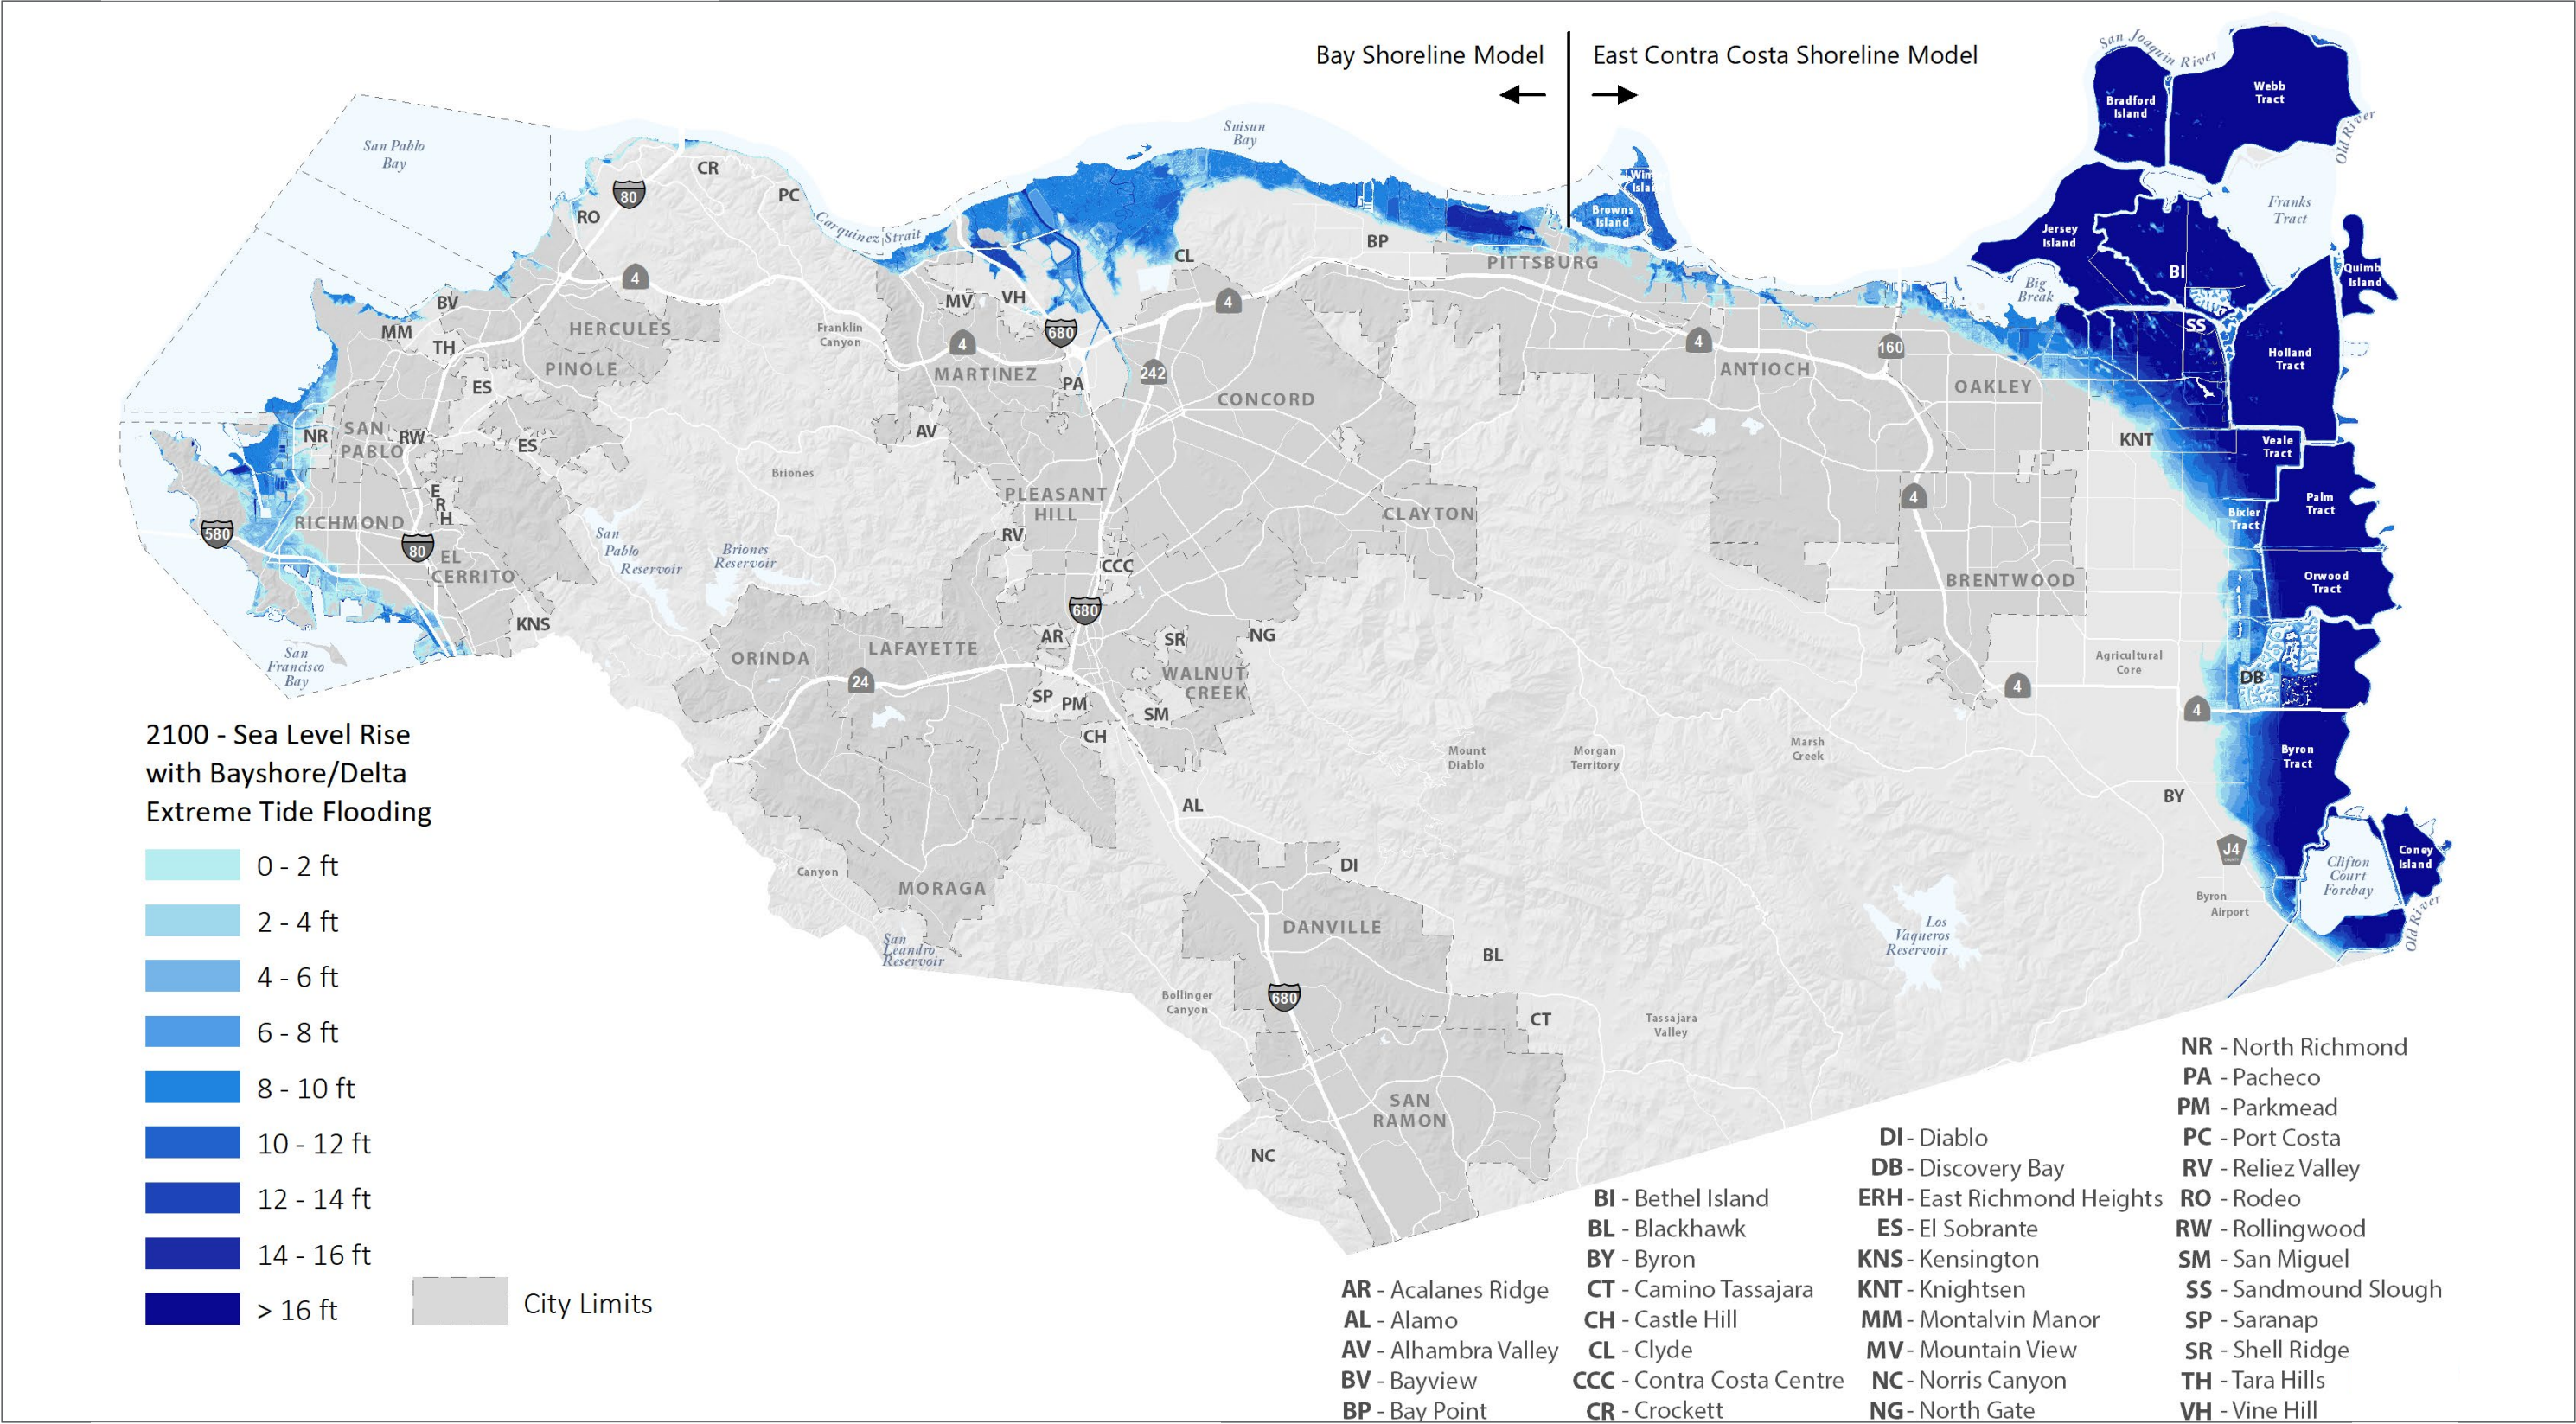 Bay Shoreline Model
East Contra Costa Shoreline Model
San Joaquin River
Webb
Tract
Bradford
Island
Old River
Suisun
Bay
San Pablo
Bay
CR
80
PC
RO
Carquinez Strait
Browns
Island
Franks
Tract
Jersey
Island
BI
Quimb
Island
BP
CL
PITTSBURG
4
4
BV
MV
VH
Big
Break
SS
MM
TH
HERCULES
Franklin
Canyon
4
680
4
160
PINOLE
MARTINEZ
PA
242
ANTIOCH
OAKLEY
Holland
Tract
ES
CONCORD
NR
SAN
PABLO
RW
ES
AV
KNT
Veale
Tract
Briones
E
R
H
PLEASANT
HILL
4
Palm
Tract
RICHMOND
CLAYTON
Bixler
Tract
580
80
EL
CERRITO
San
Pablo
Reservoir
Briones
Reservoir
RV
CCC
BRENTWOOD
Orwood
Tract
680
KNS
AR
SR
NG
San
Francisco
Bay
ORINDA
LAFAYETTE
24
WALNUT
CREEK
Agricultural
Core
DB
4
4
SP
PM
SM
CH
Mount
Diablo
Morgan
Territory
Marsh
Creek
Byron
Tract
AL
BY
J4
Clifton
Court
Forebay
Coney
Island
DI
Canyon
MORAGA
Byron
Airport
Old River
DANVILLE
San
Leandro
Reservoir
BL
Los
Vaqueros
Reservoir
Bollinger
Canyon
680
CT
Tassajara
Valley
SAN
RAMON
NC
2100 - Sea Level Rise
with Bayshore/Delta
Extreme Tide Flooding
0 - 2 ft
2 - 4 ft
4 - 6 ft
6 - 8 ft
8 - 10 ft
10 - 12 ft
12 - 14 ft
14 - 16 ft
> 16 ft
City Limits
AR - Acalanes Ridge
AL - Alamo
AV - Alhambra Valley
BV - Bayview
BP - Bay Point
BI - Bethel Island
BL - Blackhawk
BY - Byron
CT - Camino Tassajara
CH - Castle Hill
CL - Clyde
CCC - Contra Costa Centre
CR - Crockett
DI - Diablo
DB - Discovery Bay
ERH - East Richmond Heights
ES - El Sobrante
KNS - Kensington
KNT - Knightsen
MM - Montalvin Manor
MV - Mountain View
NC - Norris Canyon
NG - North Gate
NR - North Richmond
PA - Pacheco
PM - Parkmead
PC - Port Costa
RV - Reliez Valley
RO - Rodeo
RW - Rollingwood
SM - San Miguel
SS - Sandmound Slough
SP - Saranap
SR - Shell Ridge
TH - Tara Hills
VH - Vine Hill